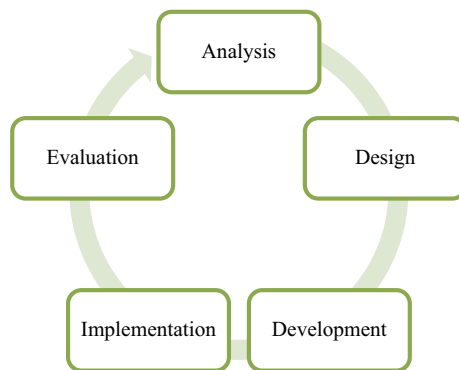 Analysis
Design
Development
Implementation
Evaluation